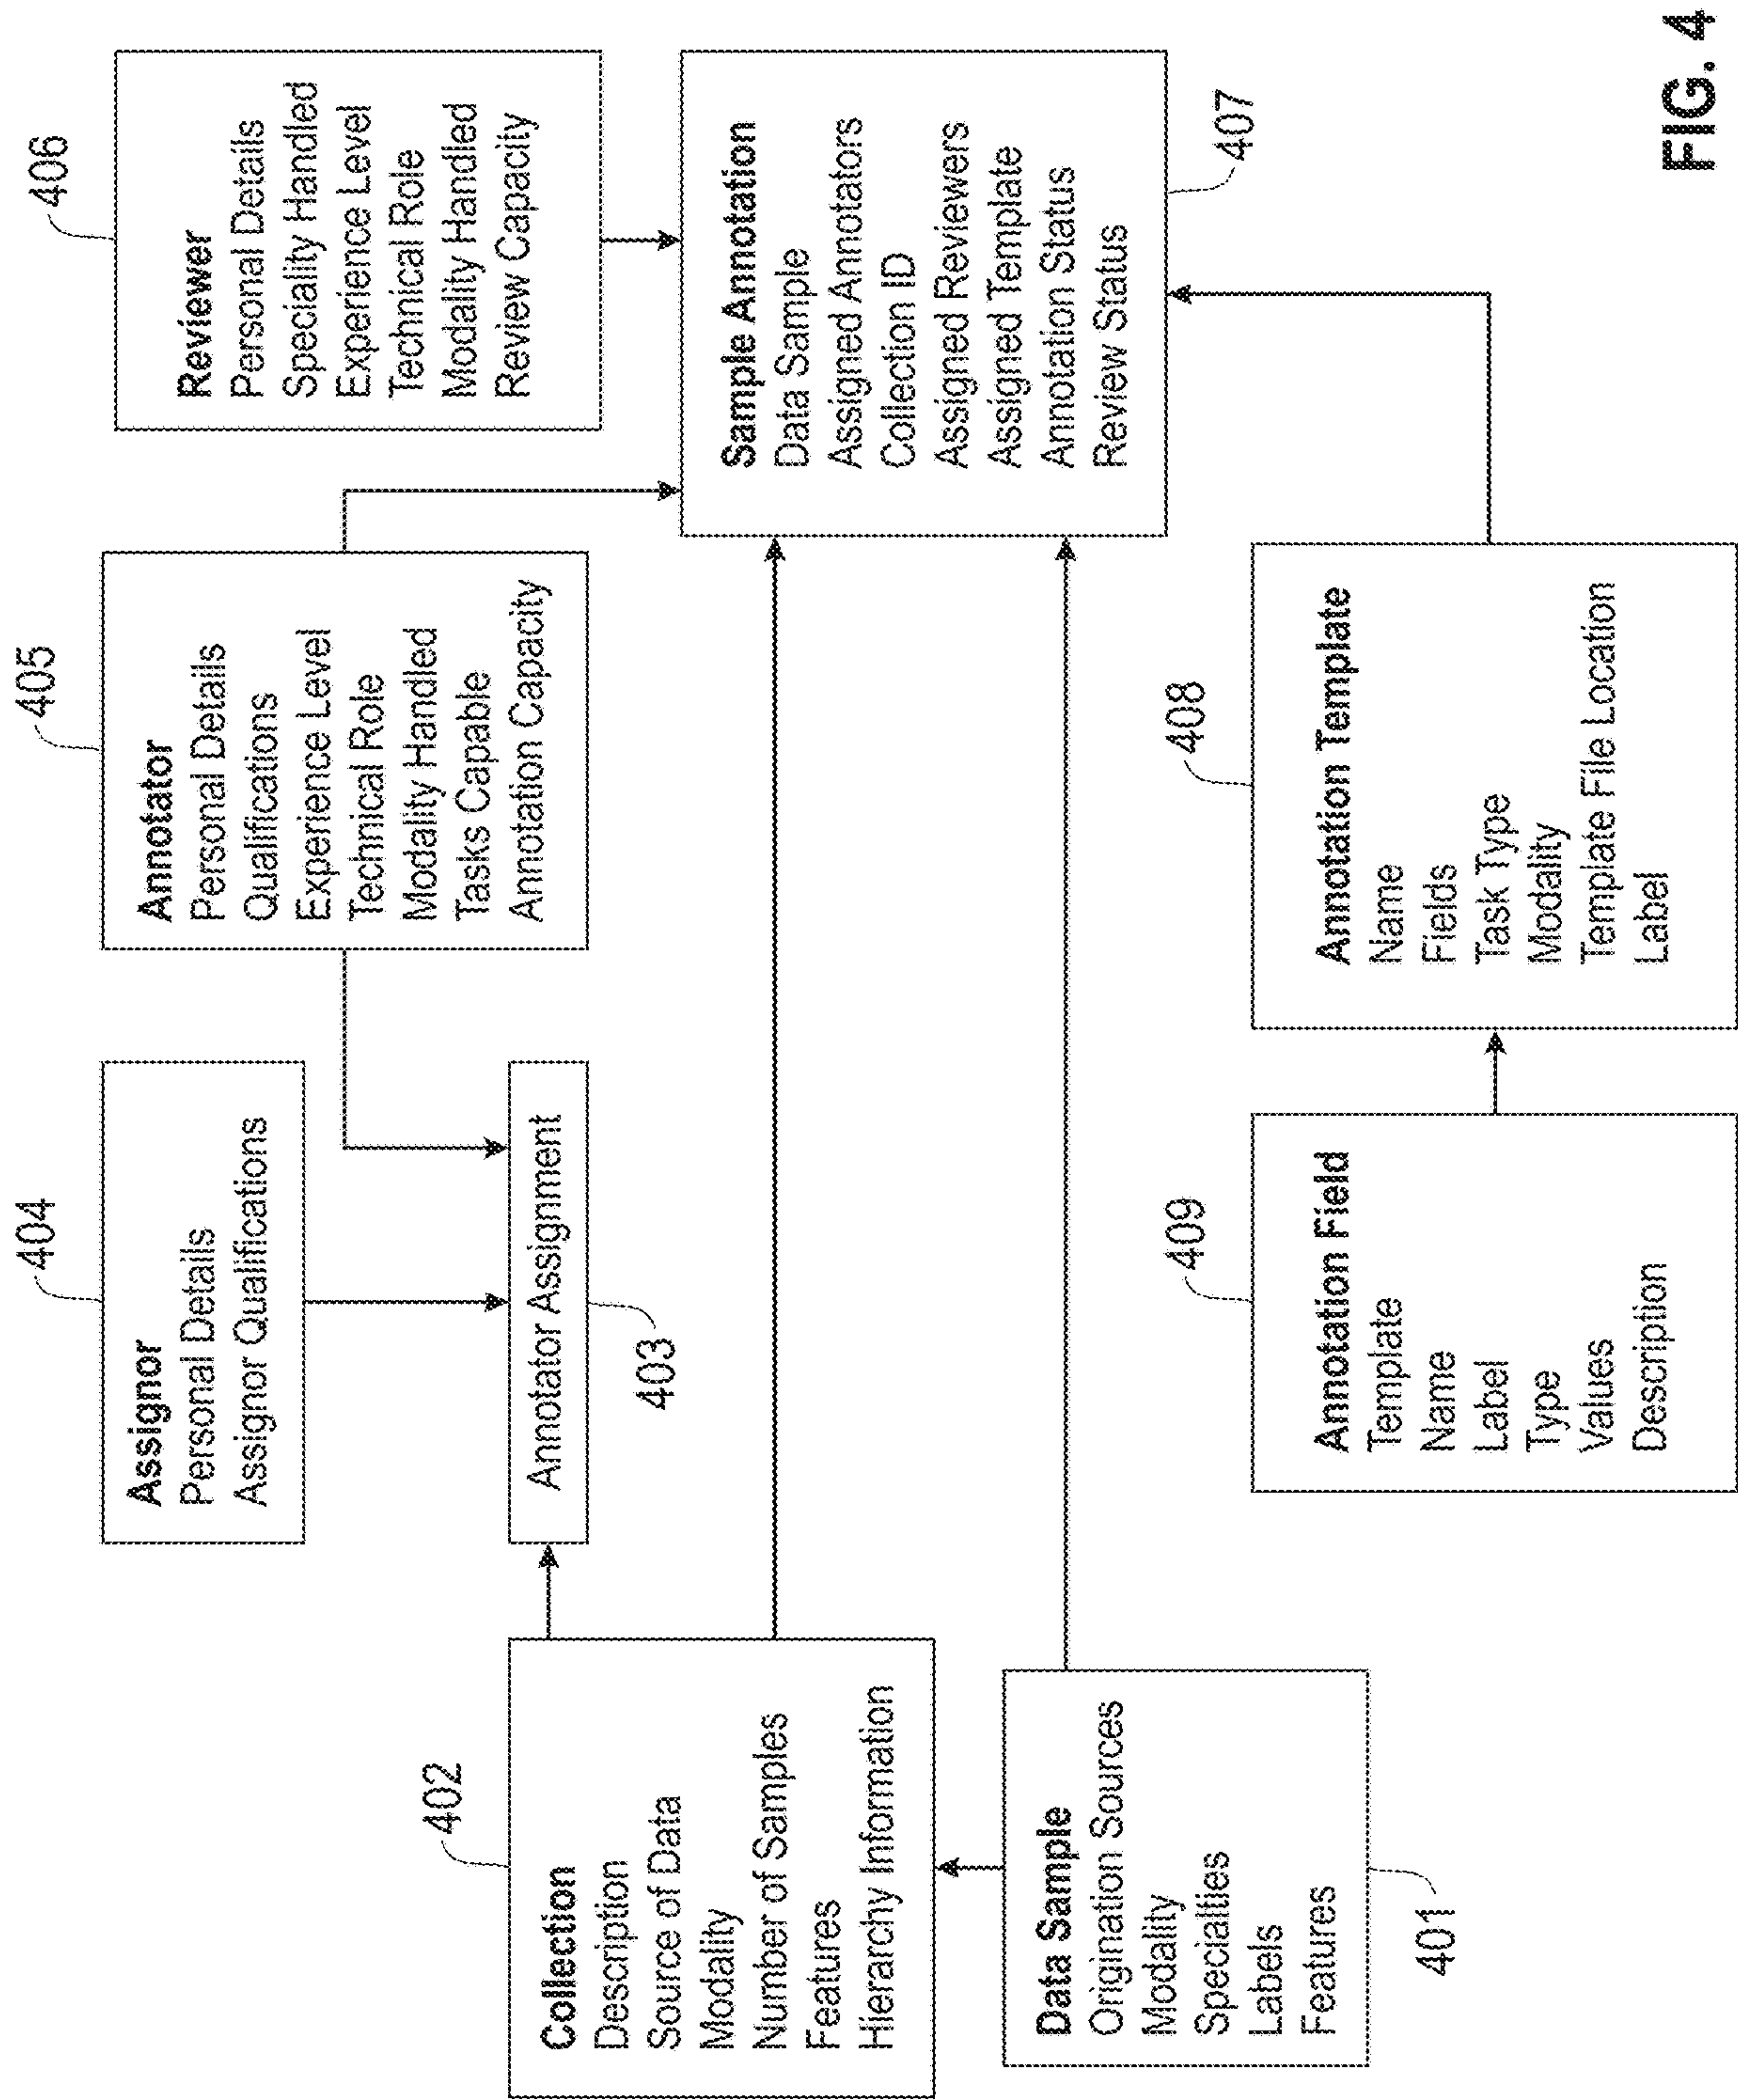 404
Assignor
Personal Details
Assignor Qualifications
405
Annotator
Personal Details
Qualifications
Experience Level
Technical Role
Modality Handled
Tasks Capable
Annotation Capacity
406
Reviewer
Personal Details
Speciality Handled
Experience Level
Technical Role
Modality Handled
Review Capacity
402
Collection
Description
Source of Data
Modality
Number of Samples
Features
Hierarchy Information
Annotator Assignment
403
Sample Annotation
Data Sample
Assigned Annotators
Collection ID
Assigned Reviewers
Assigned Template
Annotation Status
Review Status
407
Data Sample
Origination Sources
Modality
Specialties
Labels
Features
401
409
Annotation Field
Template
Name
Label
Type
Values
Description
408
Annotation Template
Name
Fields
Task Type
Modality
Template File Location
Label
FIG. 4